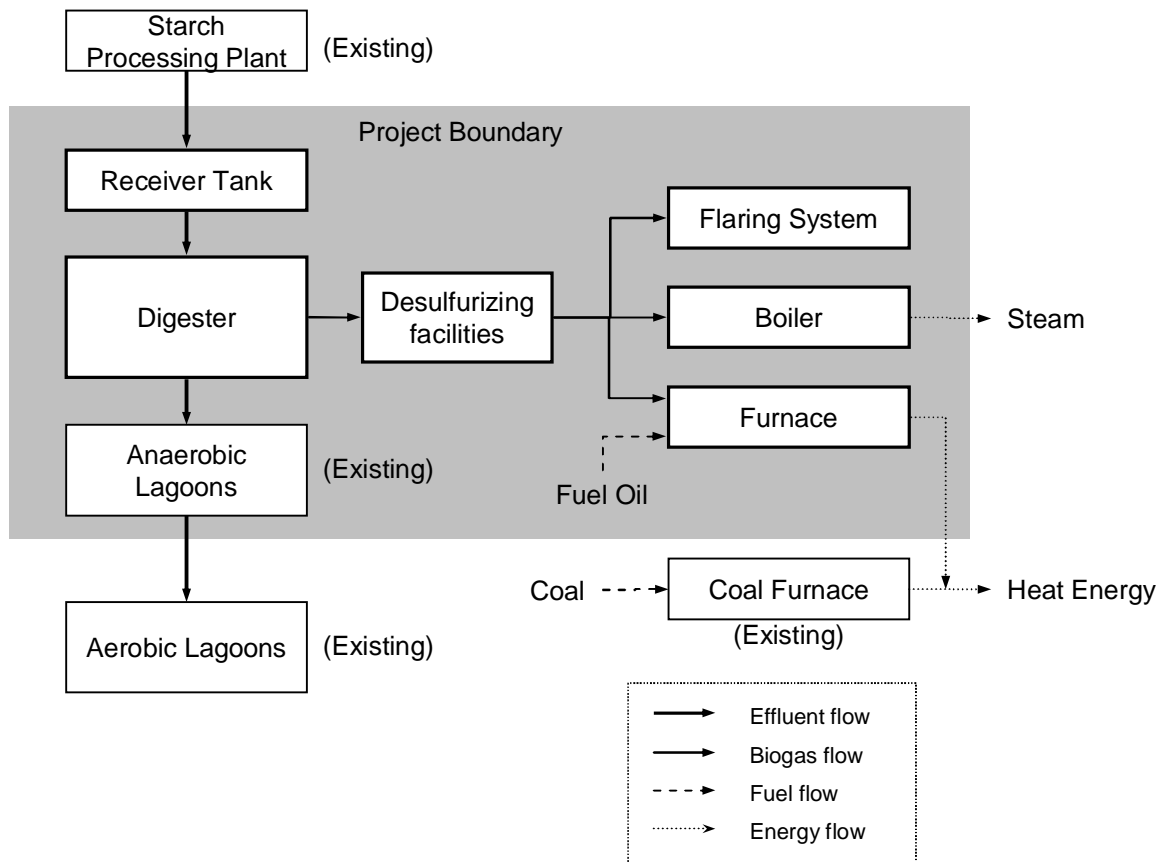 Starch
Processing Plant
(Existing)
Project Boundary
Receiver Tank
Flaring System
Digester
Desulfurizing
facilities
Boiler
Steam
Furnace
Anaerobic
Lagoons
(Existing)
Fuel Oil
Coal
Coal Furnace
(Existing)
Heat Energy
Aerobic Lagoons
(Existing)
Effluent flow
Biogas flow
Fuel flow
Energy flow